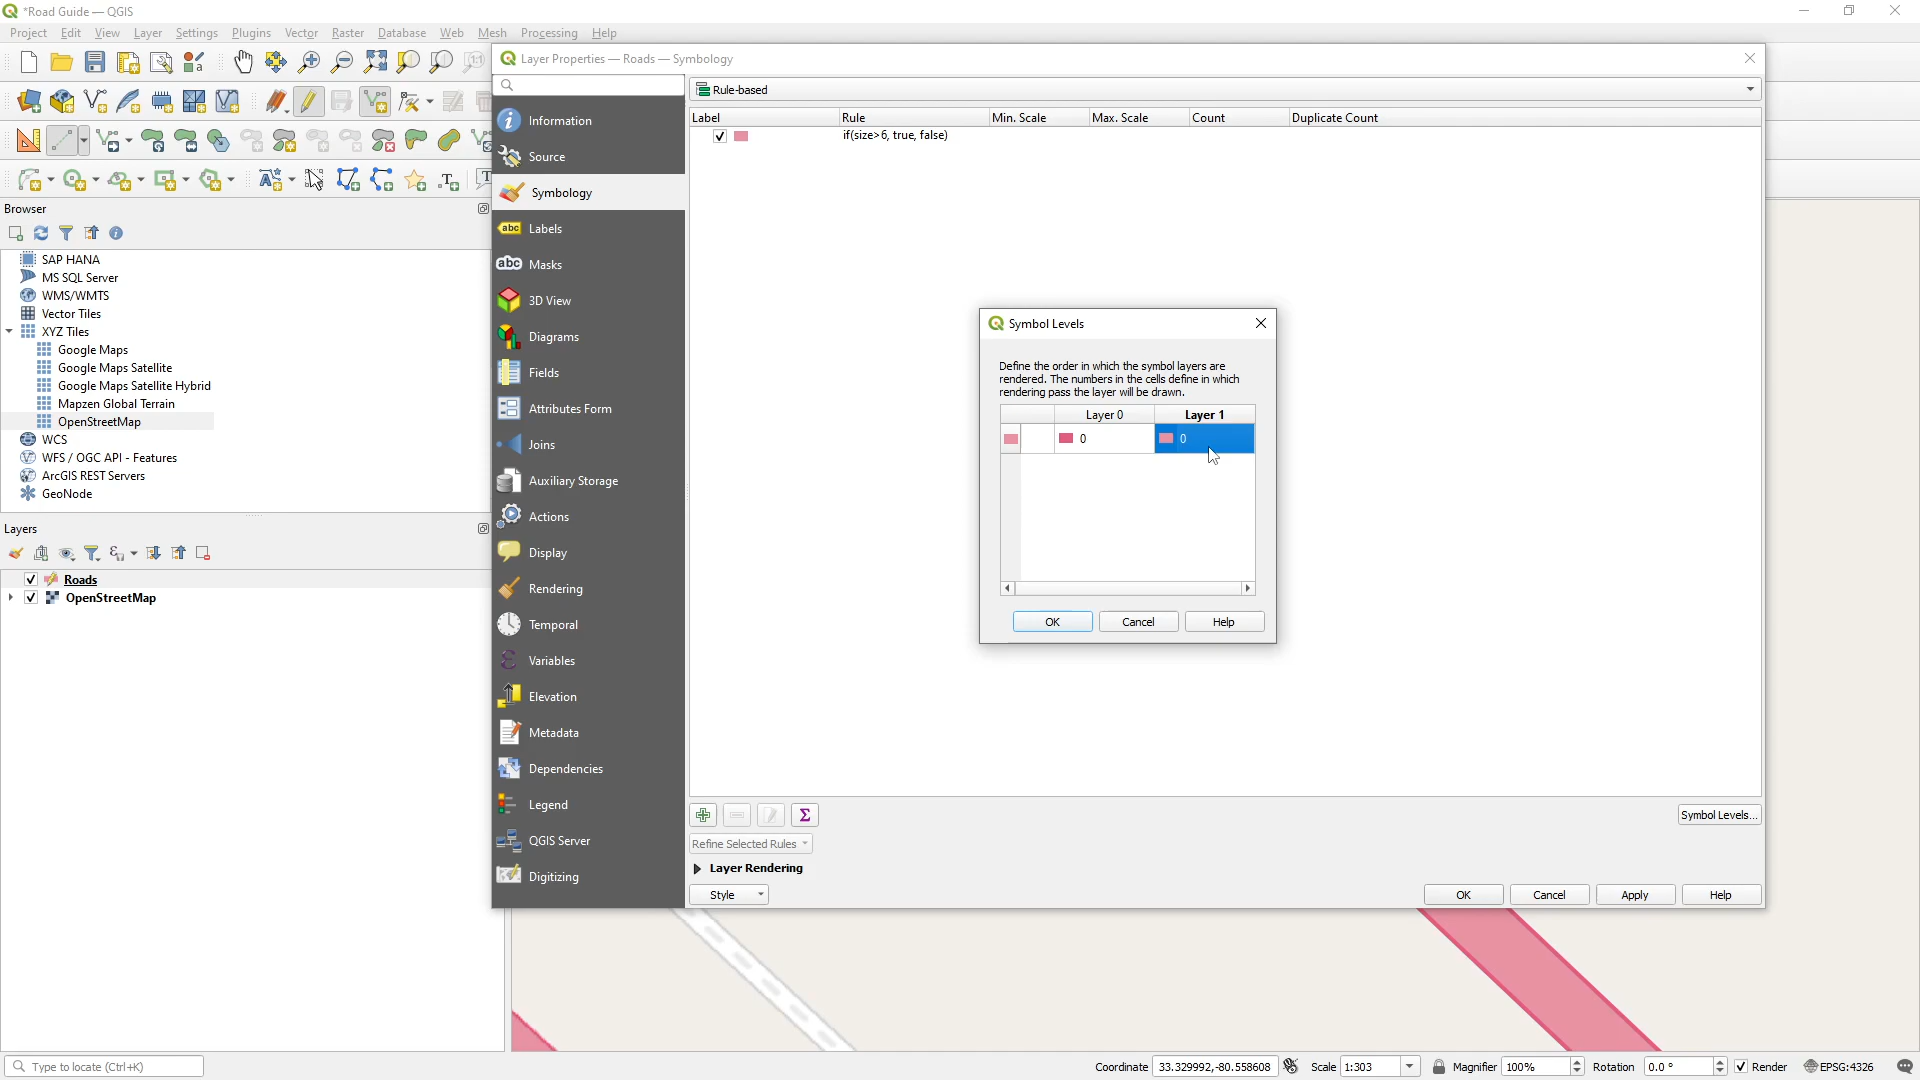 *Road Guide — QGIS
Project Edit View Layer Settings Plugins Vector Raster Database Web Mesh Processing Help
Layer Properties — Roads — Symbology
Rule-based
Label Rule Min. Scale Max. Scale Count Duplicate Count
if(size>6, true, false)
Information
Source
Symbology
Labels
Masks
3D View
Diagrams
Fields
Attributes Form
Joins
Auxiliary Storage
Actions
Display
Rendering
Temporal
Variables
Elevation
Metadata
Dependencies
Legend
QGIS Server
Digitizing
Browser
SAP HANA
MS SQL Server
WMS/WMTS
Vector Tiles
XYZ Tiles
Google Maps
Google Maps Satellite
Google Maps Satellite Hybrid
Mapzen Global Terrain
OpenStreetMap
WCS
WFS / OGC API - Features
ArcGIS REST Servers
GeoNode
Layers
Roads
OpenStreetMap
Symbol Levels
Define the order in which the symbol layers are
rendered. The numbers in the cells define in which
rendering pass the layer will be drawn.
Layer 0 Layer 1
0 0
OK Cancel Help
Symbol Levels...
Refine Selected Rules
Layer Rendering
Style OK Cancel Apply Help
Type to locate (Ctrl+K) Coordinate 33.329992,-80.558608 Scale 1:303 Magnifier 100% Rotation 0.0 ° Render EPSG:4326